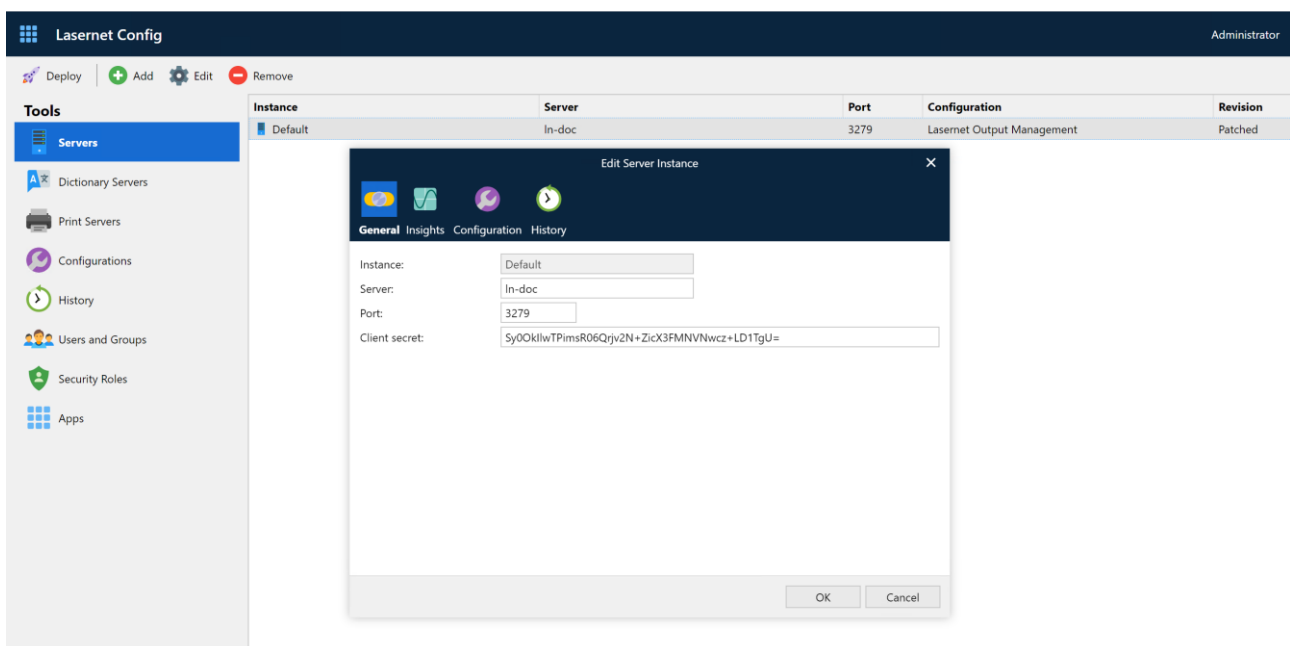 Lasernet Config
Administrator
Deploy Add Edit Remove
Tools
Servers
Dictionary Servers
Print Servers
Configurations
History
Users and Groups
Security Roles
Apps
Instance Server Port Configuration Revision
Default ln-doc 3279 Lasernet Output Management Patched
Edit Server Instance
General Insights Configuration History
Instance: Default
Server: ln-doc
Port: 3279
Client secret: Sy0OkIlwTPimsR06Qrjv2N+ZicX3FMNVNwcz+LD1TgU=
OK Cancel